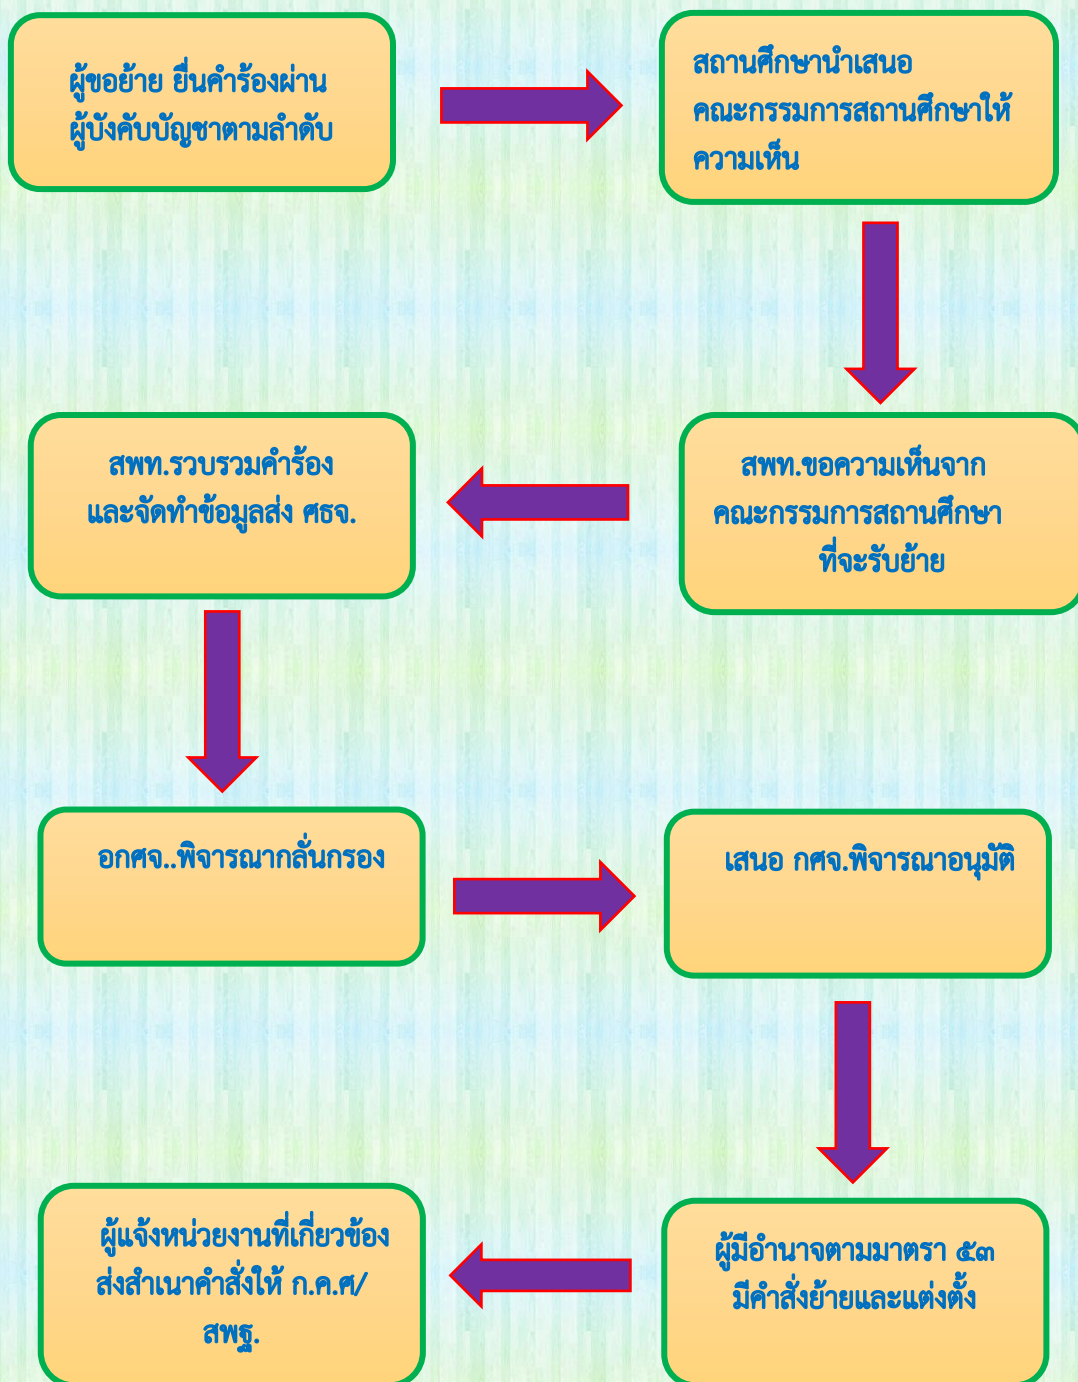 ผู้ขอย้าย ยื่นคำร้องผ่าน
ผู้บังคับบัญชาตามลำดับ
สถานศึกษานำเสนอ
คณะกรรมการสถานศึกษาให้
ความเห็น
สพท.ขอความเห็นจาก
คณะกรรมการสถานศึกษา
ที่จะรับย้าย
สพท.รวบรวมคำร้อง
และจัดทำข้อมูลส่ง ศธจ.
อกศจ..พิจารณากลั่นกรอง
เสนอ กศจ.พิจารณาอนุมัติ
ผู้มีอำนาจตามมาตรา ๕๓
มีคำสั่งย้ายและแต่งตั้ง
ผู้แจ้งหน่วยงานที่เกี่ยวข้อง
ส่งสำเนาคำสั่งให้ ก.ค.ศ/
สพฐ.